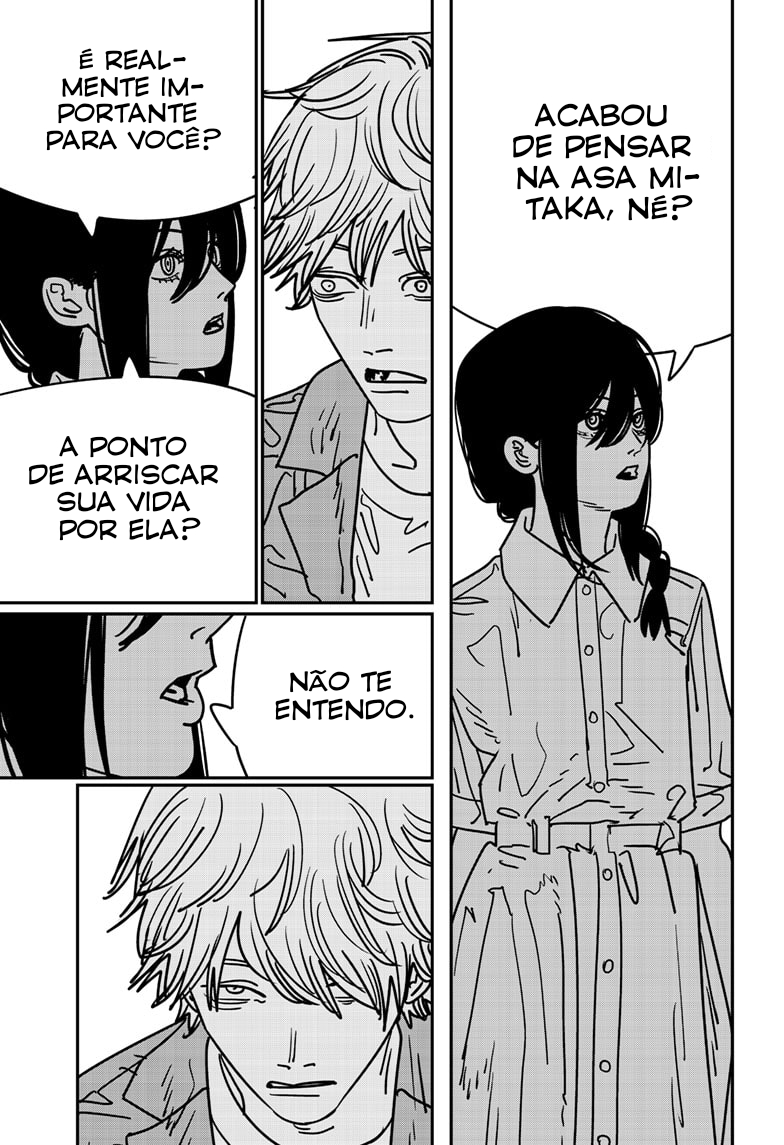 ACABOU
DE PENSAR
NA ASA MI-
TAKA, NÉ?
É REAL-
MENTE IM-
PORTANTE
PARA VOCÊ?
A PONTO
DE ARRISCAR
SUA VIDA
POR ELA?
NÃO TE
ENTENDO.